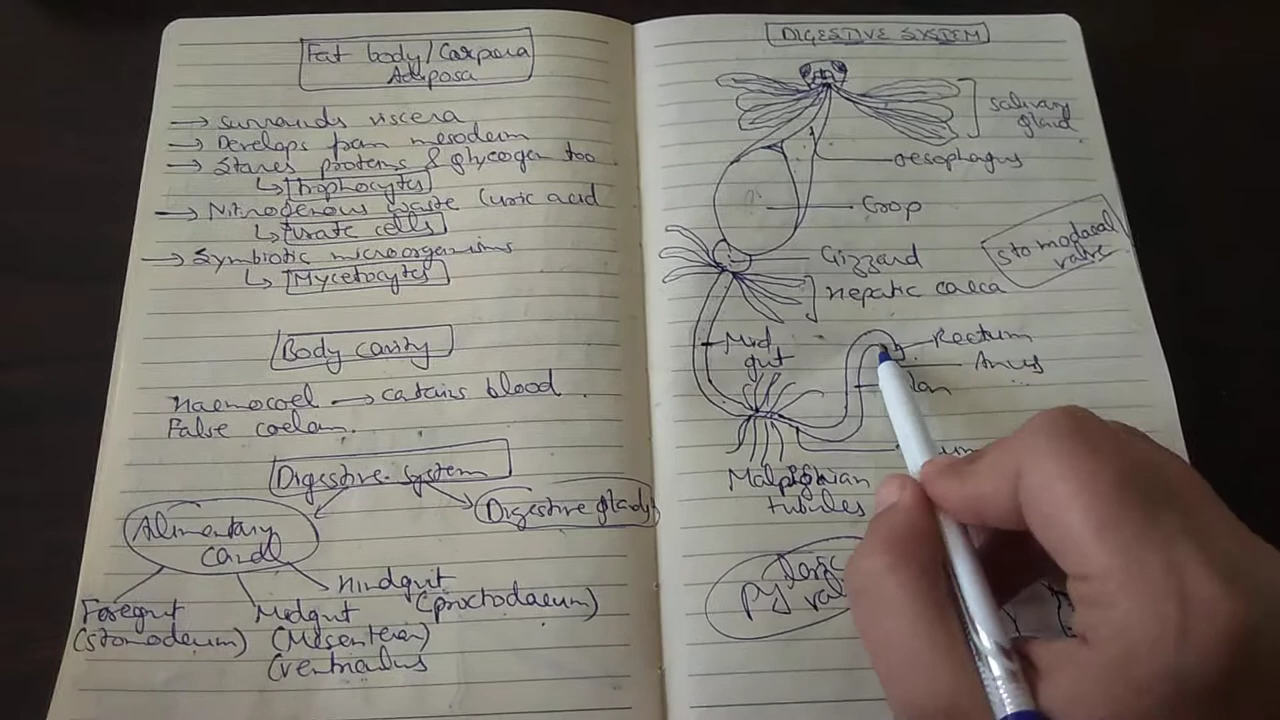 Fat body/Corpora
Adiposa
→ Surrounds viscera
→ Develops from mesoderm
→ Stores proteins & glycogen too
↳ Trophocytes
→ Nitrogenous waste (uric acid
↳ urate cells
→ Symbiotic microorganisms
↳ Mycetocytes
Body cavity
Haemocoel → contains blood
False coelom.
Digestive system
Alimentary
canal
Digestive glands
Foregut
(stomodeum)
Midgut
(Mesenteron)
(ventriculus
Hindgut
(proctodaeum)
DIGESTIVE SYSTEM
salivary
gland
oesophagus
Crop
Gizzard
stomodaeal
valve
Hepatic caeca
Mid
gut
Rectum
Anus
Malpighian
tubules